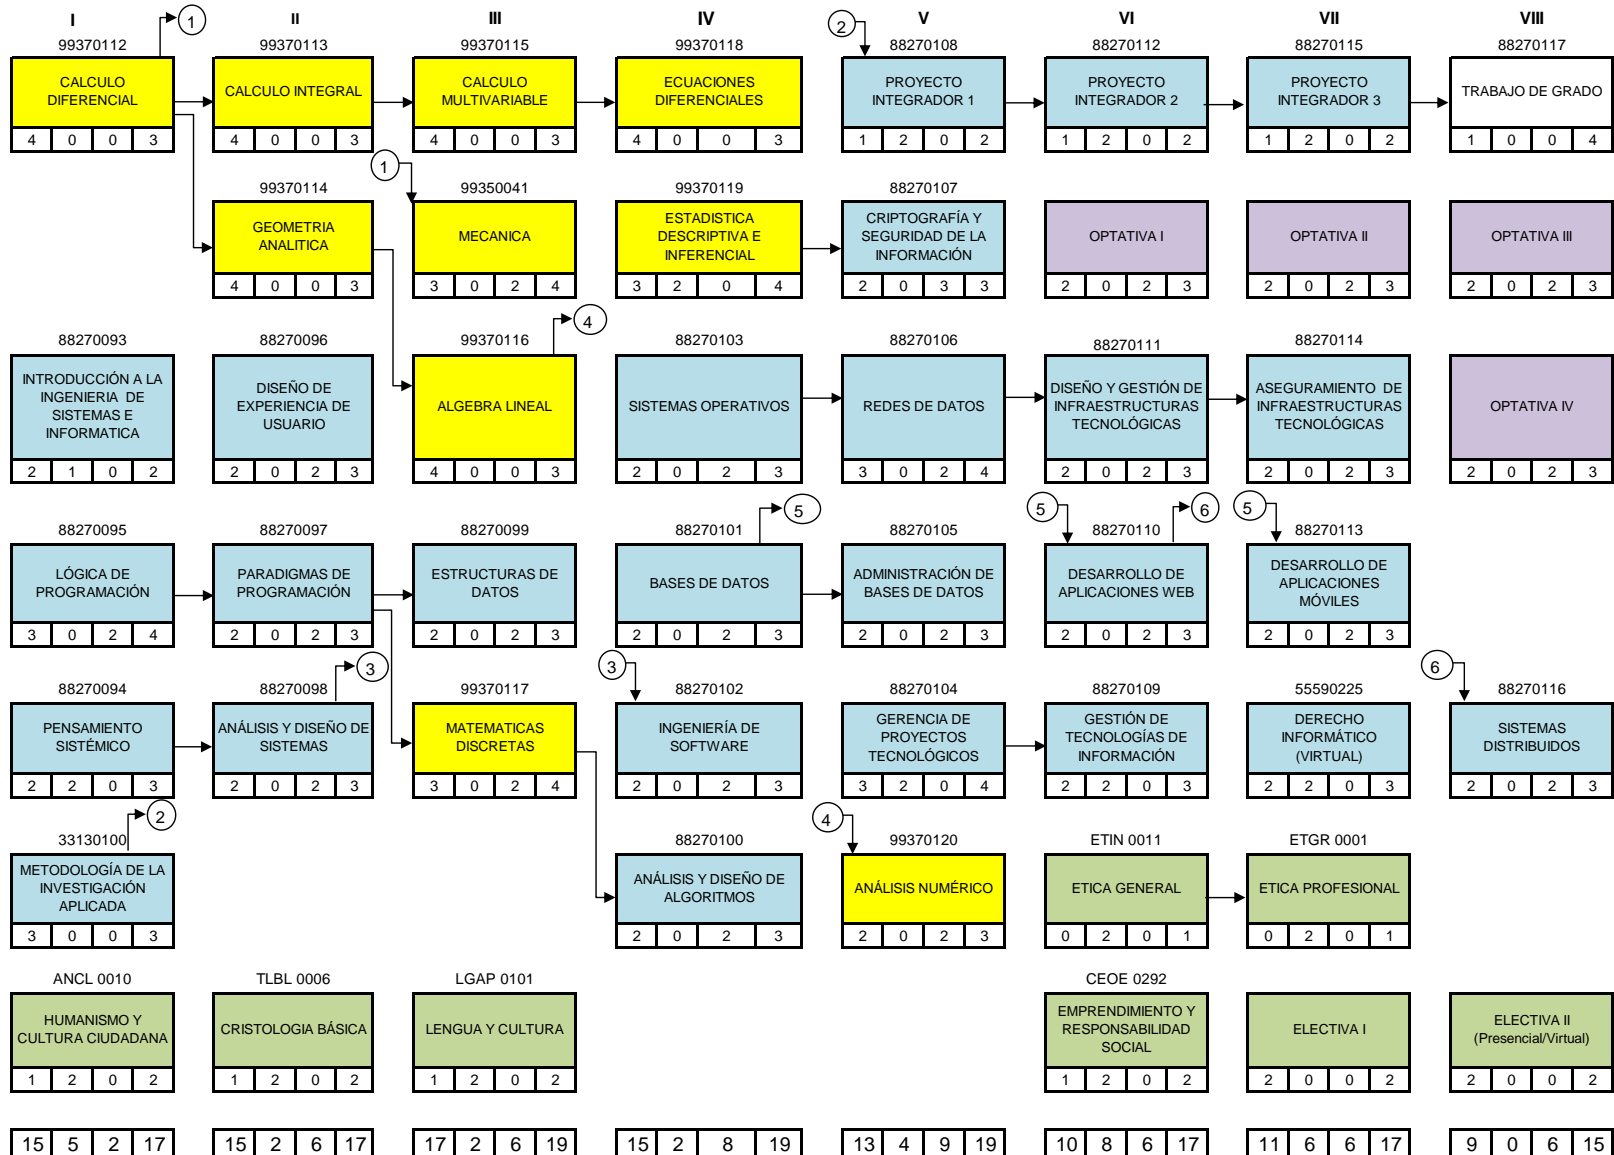 I II III IV V VI VII VIII
1 2
99370112 99370113 99370115 99370118 88270108 88270112 88270115 88270117
CALCULO DIFERENCIAL
CALCULO INTEGRAL
CALCULO MULTIVARIABLE
ECUACIONES DIFERENCIALES
PROYECTO INTEGRADOR 1
PROYECTO INTEGRADOR 2
PROYECTO INTEGRADOR 3
TRABAJO DE GRADO
4 0 0 3 4 0 0 3 4 0 0 3 4 0 0 3 1 2 0 2 1 2 0 2 1 2 0 2 1 0 0 4
1
99370114 99350041 99370119 88270107
GEOMETRIA ANALITICA
MECANICA
ESTADISTICA DESCRIPTIVA E INFERENCIAL
CRIPTOGRAFÍA Y SEGURIDAD DE LA INFORMACIÓN
OPTATIVA I
OPTATIVA II
OPTATIVA III
4 0 0 3 3 0 2 4 3 2 0 4 2 0 3 3 2 0 2 3 2 0 2 3 2 0 2 3
4
88270093 88270096 99370116 88270103 88270106 88270111 88270114
INTRODUCCIÓN A LA INGENIERIA DE SISTEMAS E INFORMATICA
DISEÑO DE EXPERIENCIA DE USUARIO
ALGEBRA LINEAL
SISTEMAS OPERATIVOS
REDES DE DATOS
DISEÑO Y GESTIÓN DE INFRAESTRUCTURAS TECNOLÓGICAS
ASEGURAMIENTO DE INFRAESTRUCTURAS TECNOLÓGICAS
OPTATIVA IV
2 1 0 2 2 0 2 3 4 0 0 3 2 0 2 3 3 0 2 4 2 0 2 3 2 0 2 3 2 0 2 3
5 5 6 5
88270095 88270097 88270099 88270101 88270105 88270110 88270113
LÓGICA DE PROGRAMACIÓN
PARADIGMAS DE PROGRAMACIÓN
ESTRUCTURAS DE DATOS
BASES DE DATOS
ADMINISTRACIÓN DE BASES DE DATOS
DESARROLLO DE APLICACIONES WEB
DESARROLLO DE APLICACIONES MÓVILES
3 0 2 4 2 0 2 3 2 0 2 3 2 0 2 3 2 0 2 3 2 0 2 3 2 0 2 3
3 3 6
88270094 88270098 99370117 88270102 88270104 88270109 55590225 88270116
PENSAMIENTO SISTÉMICO
ANÁLISIS Y DISEÑO DE SISTEMAS
MATEMATICAS DISCRETAS
INGENIERÍA DE SOFTWARE
GERENCIA DE PROYECTOS TECNOLÓGICOS
GESTIÓN DE TECNOLOGÍAS DE INFORMACIÓN
DERECHO INFORMÁTICO (VIRTUAL)
SISTEMAS DISTRIBUIDOS
2 2 0 3 2 0 2 3 3 0 2 4 2 0 2 3 3 2 0 4 2 2 0 3 2 2 0 3 2 0 2 3
2 4
33130100 88270100 99370120 ETIN 0011 ETGR 0001
METODOLOGÍA DE LA INVESTIGACIÓN APLICADA
ANÁLISIS Y DISEÑO DE ALGORITMOS
ANÁLISIS NUMÉRICO
ETICA GENERAL
ETICA PROFESIONAL
3 0 0 3 2 0 2 3 2 0 2 3 0 2 0 1 0 2 0 1
ANCL 0010 TLBL 0006 LGAP 0101 CEOE 0292
HUMANISMO Y CULTURA CIUDADANA
CRISTOLOGIA BÁSICA
LENGUA Y CULTURA
EMPRENDIMIENTO Y RESPONSABILIDAD SOCIAL
ELECTIVA I
ELECTIVA II (Presencial/Virtual)
1 2 0 2 1 2 0 2 1 2 0 2 1 2 0 2 2 0 0 2 2 0 0 2
15 5 2 17 15 2 6 17 17 2 6 19 15 2 8 19 13 4 9 19 10 8 6 17 11 6 6 17 9 0 6 15